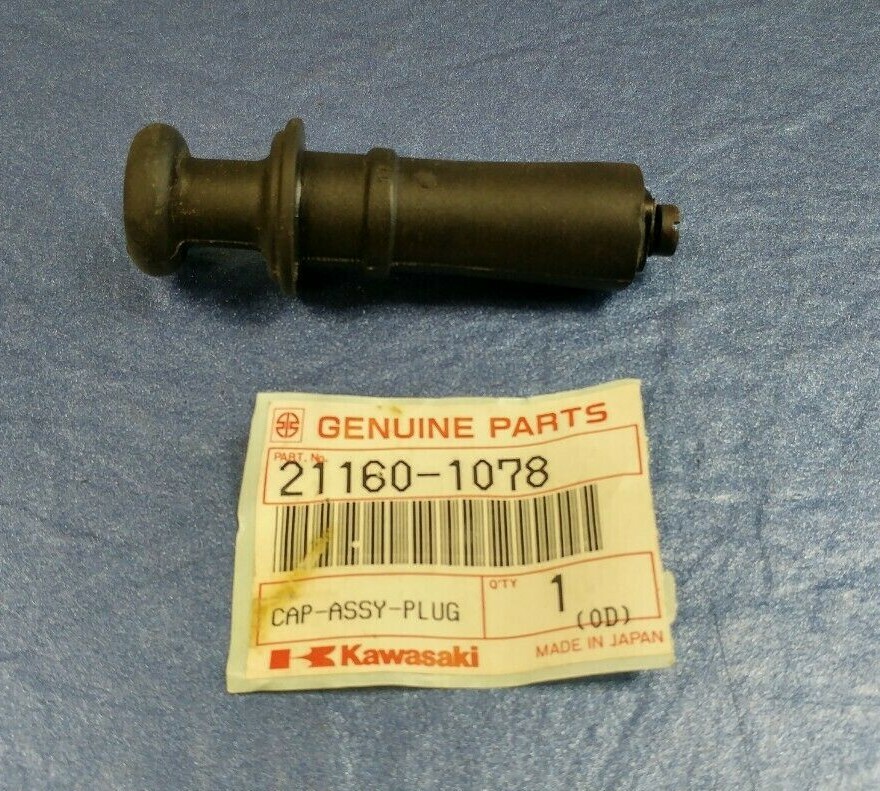 GENUINE PARTS
PART. No.
21160-1078
CAP-ASSY-PLUG
Q'TY
1
(OD)
Kawasaki
MADE IN JAPAN